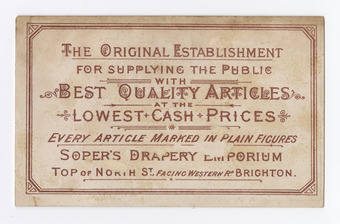 THE ORIGINAL ESTABLISHMENT
FOR SUPPLYING THE PUBLIC
WITH
BEST QUALITY ARTICLES
AT THE
LOWEST CASH PRICES
EVERY ARTICLE MARKED IN PLAIN FIGURES
SOPER'S DRAPERY EMPORIUM
TOP OF NORTH ST. FACING WESTERN RD BRIGHTON.